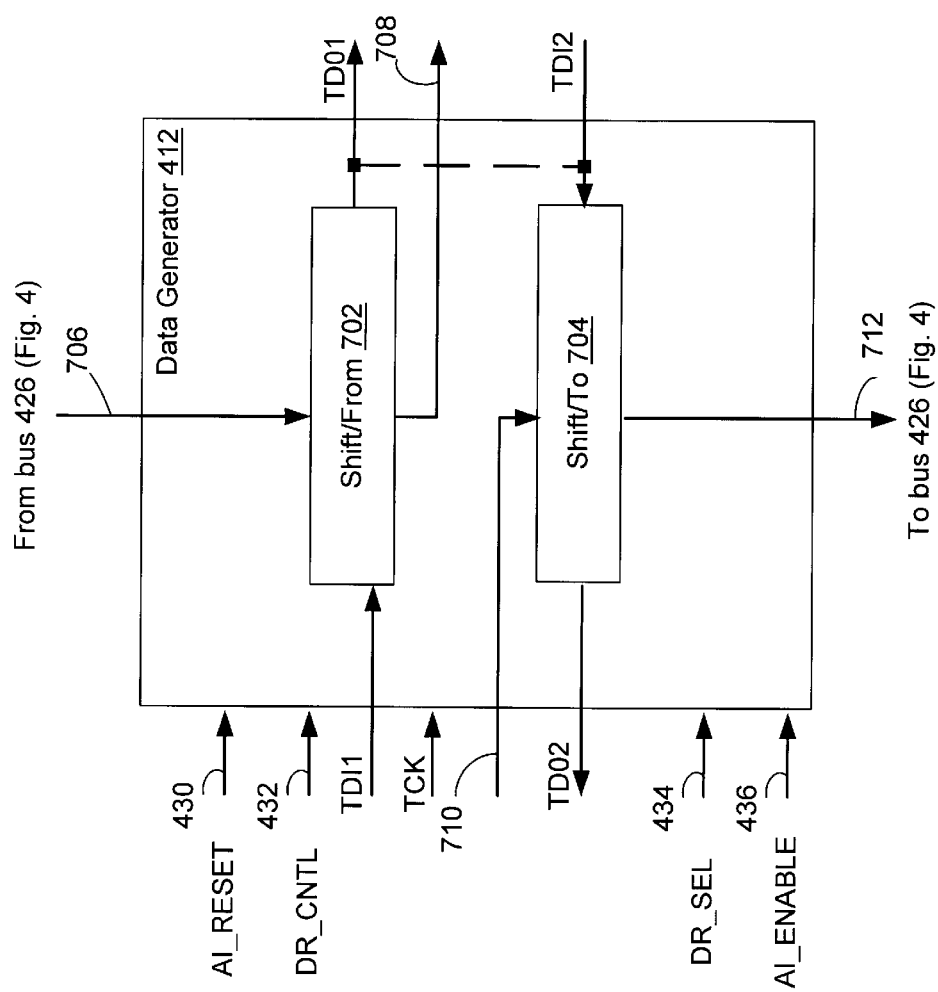 From bus 426 (Fig. 4)
706
Data Generator 412
TD01
708
Shift/From 702
TDI2
Shift/To 704
712
To bus 426 (Fig. 4)
430
AI_RESET
432
DR_CNTL
TDI1
TCK
710
TD02
434
DR_SEL
436
AI_ENABLE